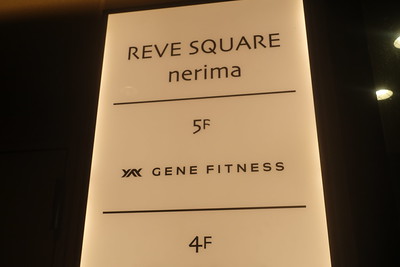 REVE SQUARE
nerima
5F
GENE FITNESS
4F